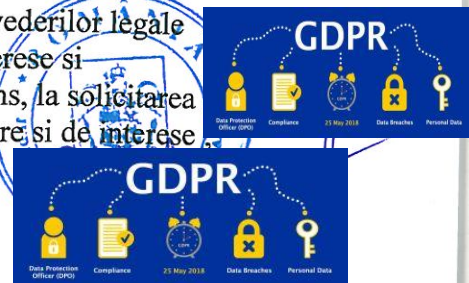 vederilor legale
erese si
ns, la solicitarea
re si de interese ,
GDPR
Data Protection Officer (DPO)
Compliance
25 May 2018
Data Breaches
Personal Data
GDPR
Data Protection
Officer (DPO)
Compliance
25 May 2018
Data Breaches
Personal Data